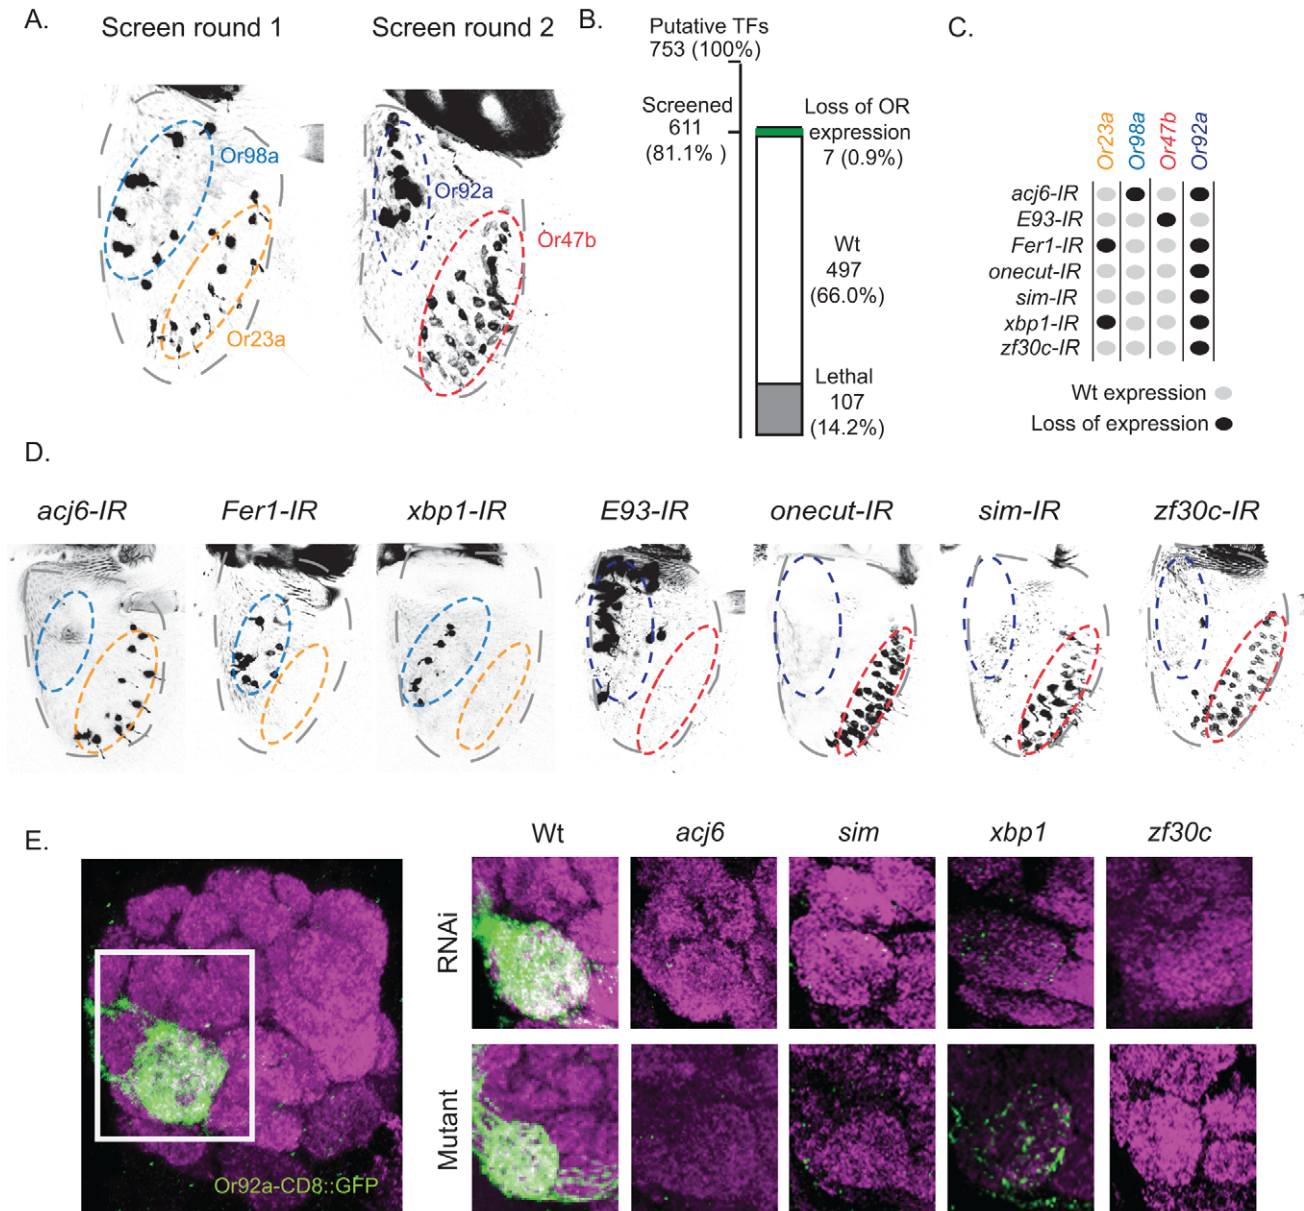 A.
Screen round 1
Screen round 2
Or98a
Or23a
Or92a
Or47b
B.
Putative TFs
753 (100%)
Screened
611
(81.1% )
Loss of OR
expression
7 (0.9%)
Wt
497
(66.0%)
Lethal
107
(14.2%)
C.
Or23a
Or98a
Or47b
Or92a
acj6-IR
E93-IR
Fer1-IR
onecut-IR
sim-IR
xbp1-IR
zf30c-IR
Wt expression
Loss of expression
D.
acj6-IR
Fer1-IR
xbp1-IR
E93-IR
onecut-IR
sim-IR
zf30c-IR
E.
Or92a-CD8::GFP
Wt
acj6
sim
xbp1
zf30c
RNAi
Mutant